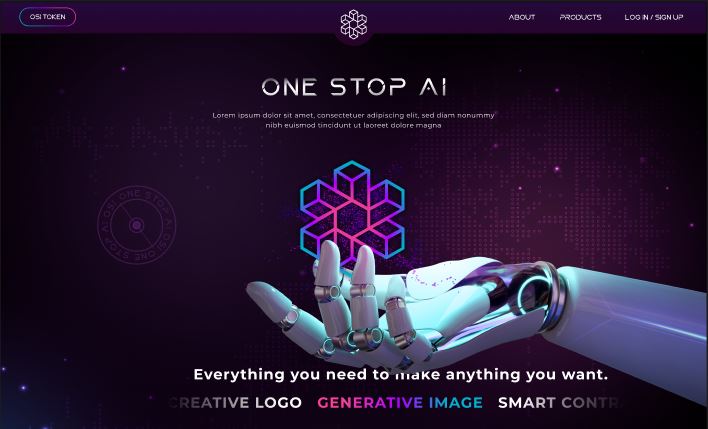 OSI TOKEN
ABOUT
PRODUCTS
LOG IN / SIGN UP
ONE STOP AI
Lorem ipsum dolor sit amet, consectetuer adipiscing elit, sed diam nonummy
nibh euismod tincidunt ut laoreet dolore magna
ONE STOP AI OSI ONE STOP AI OSI
Everything you need to make anything you want.
CREATIVE LOGO GENERATIVE IMAGE SMART CONTR